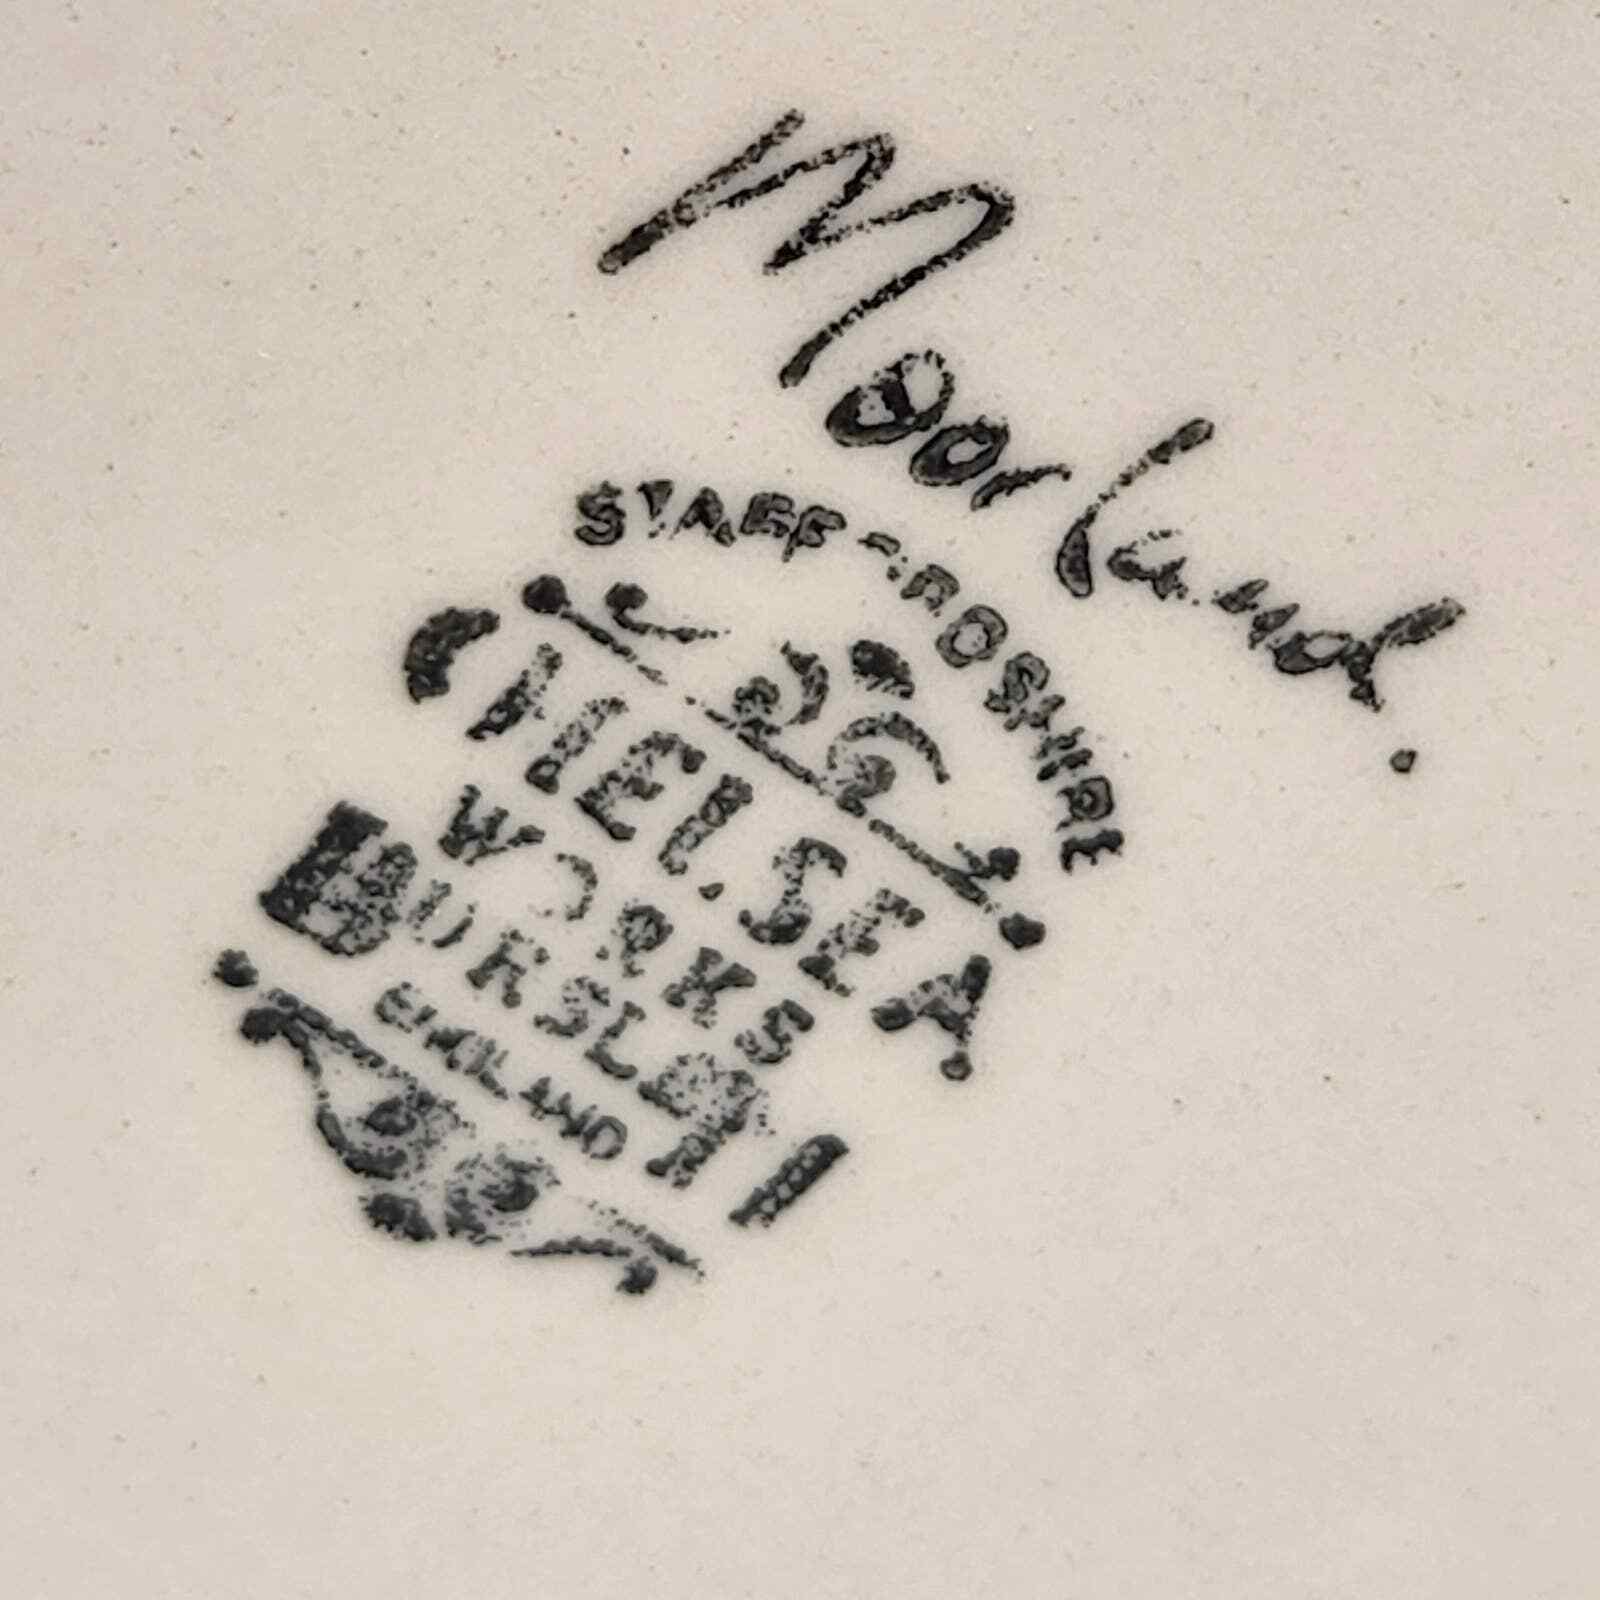 Moorland.
STAFFORDSHIRE
CHELSEA
WORKS
BURSLEM
ENGLAND